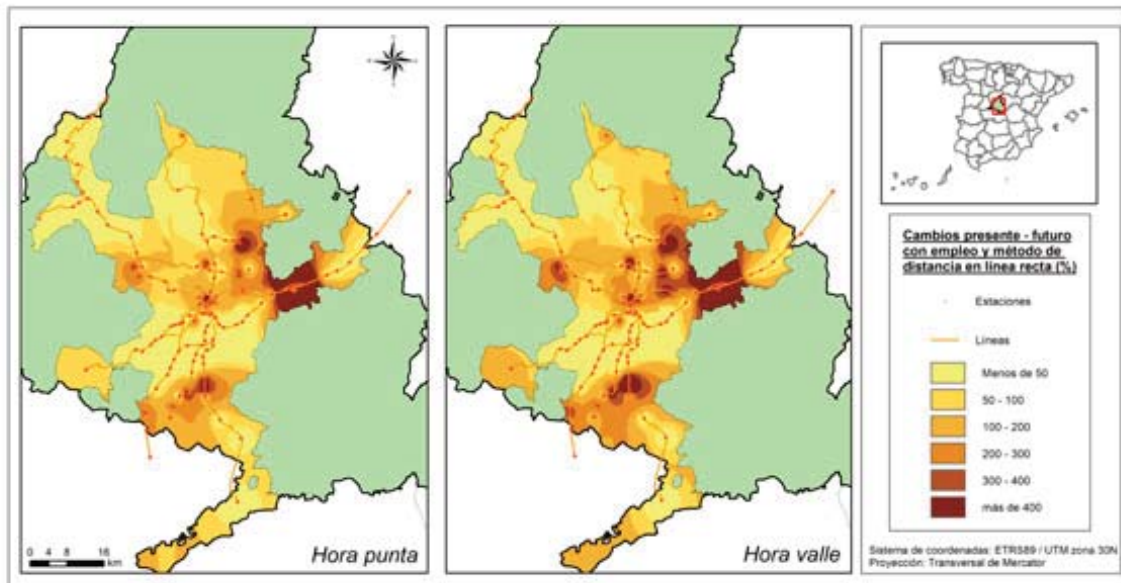 Hora punta
0 4 8 16
km
Hora valle
Cambios presente - futuro
con empleo y método de
distancia en línea recta (%)
Estaciones
Líneas
Menos de 50
50 - 100
100 - 200
200 - 300
300 - 400
más de 400
Sistema de coordenadas: ETRS89 / UTM zona 30N
Proyección: Transversal de Mercator